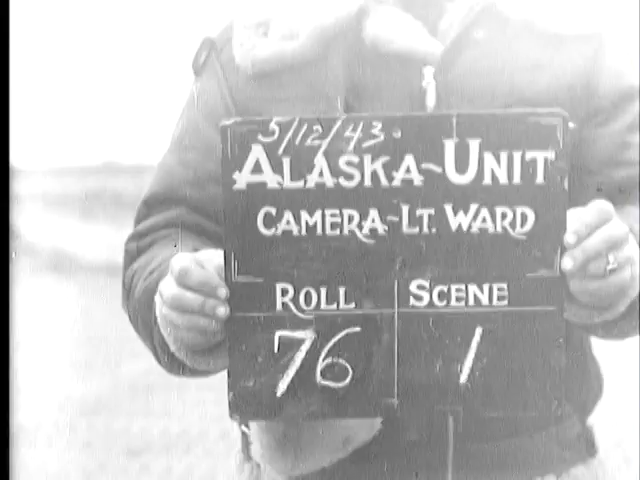 5/12/43.
ALASKA~UNIT
CAMERA~LT. WARD
ROLL SCENE
76 1